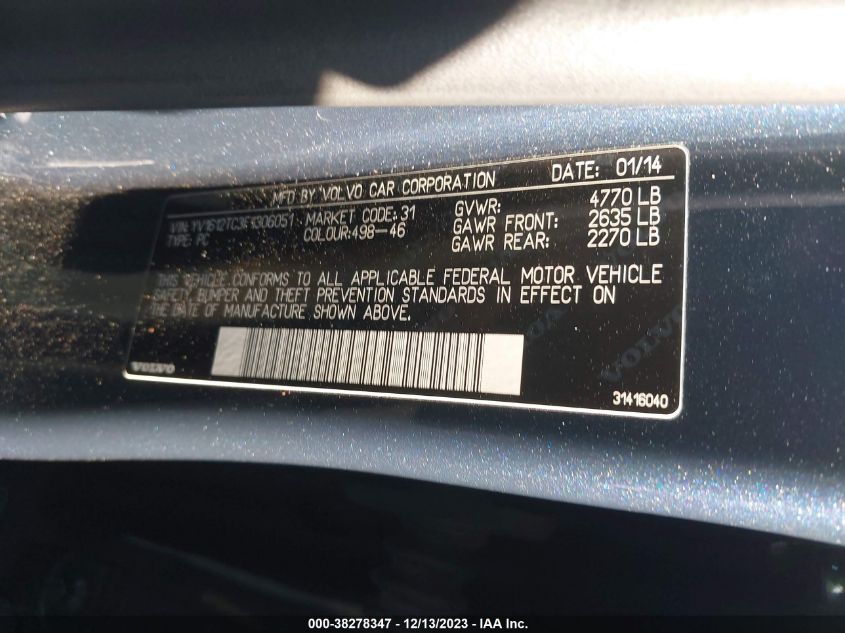 MFD BY VOLVO CAR CORPORATION DATE: 01/14
VIN: YV1612TC3F1306051 MARKET CODE: 31 GVWR: 4770 LB
TYPE: PC COLOUR: 498-46 GAWR FRONT: 2635 LB
GAWR REAR: 2270 LB
THIS VEHICLE CONFORMS TO ALL APPLICABLE FEDERAL MOTOR VEHICLE
SAFETY, BUMPER AND THEFT PREVENTION STANDARDS IN EFFECT ON
THE DATE OF MANUFACTURE SHOWN ABOVE.
VOLVO
VOLVO
31416040
000-38278347 - 12/13/2023 - IAA Inc.